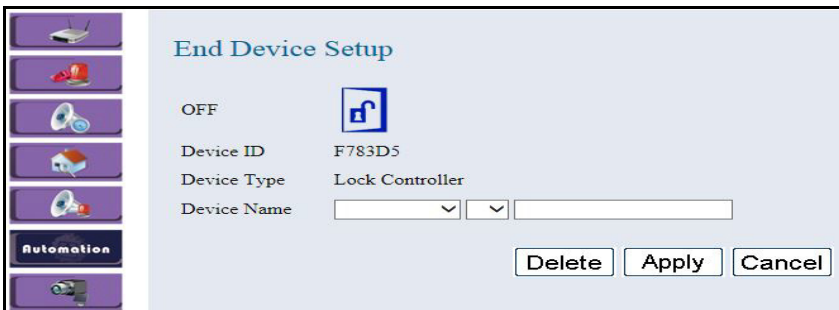 End Device Setup
OFF
Device ID F783D5
Device Type Lock Controller
Device Name
Automation
Delete Apply Cancel